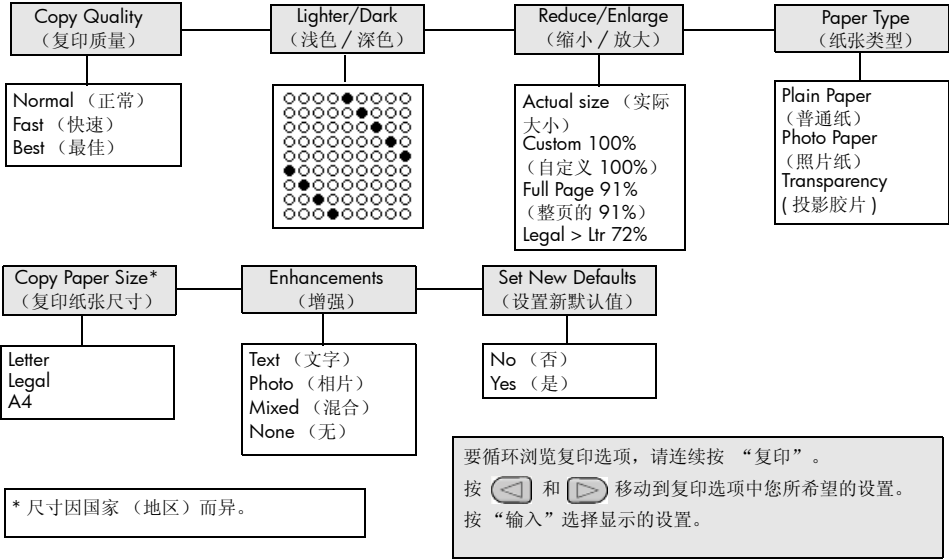 Copy Quality
（复印质量）
Lighter/Dark
（浅色 / 深色）
Reduce/Enlarge
（缩小 / 放大）
Paper Type
（纸张类型）
Normal （正常）
Fast （快速）
Best （最佳）
Actual size （实际
大小）
Custom 100%
（自定义 100%）
Full Page 91%
（整页的 91%）
Legal > Ltr 72%
Plain Paper
（普通纸）
Photo Paper
（照片纸）
Transparency
( 投影胶片 )
Copy Paper Size*
（复印纸张尺寸）
Enhancements
（增强）
Set New Defaults
（设置新默认值）
Letter
Legal
A4
Text （文字）
Photo （相片）
Mixed （混合）
None （无）
No （否）
Yes （是）
* 尺寸因国家 （地区）而异。
要循环浏览复印选项，请连续按 “复印”。
按 和 移动到复印选项中您所希望的设置。
按 “输入”选择显示的设置。